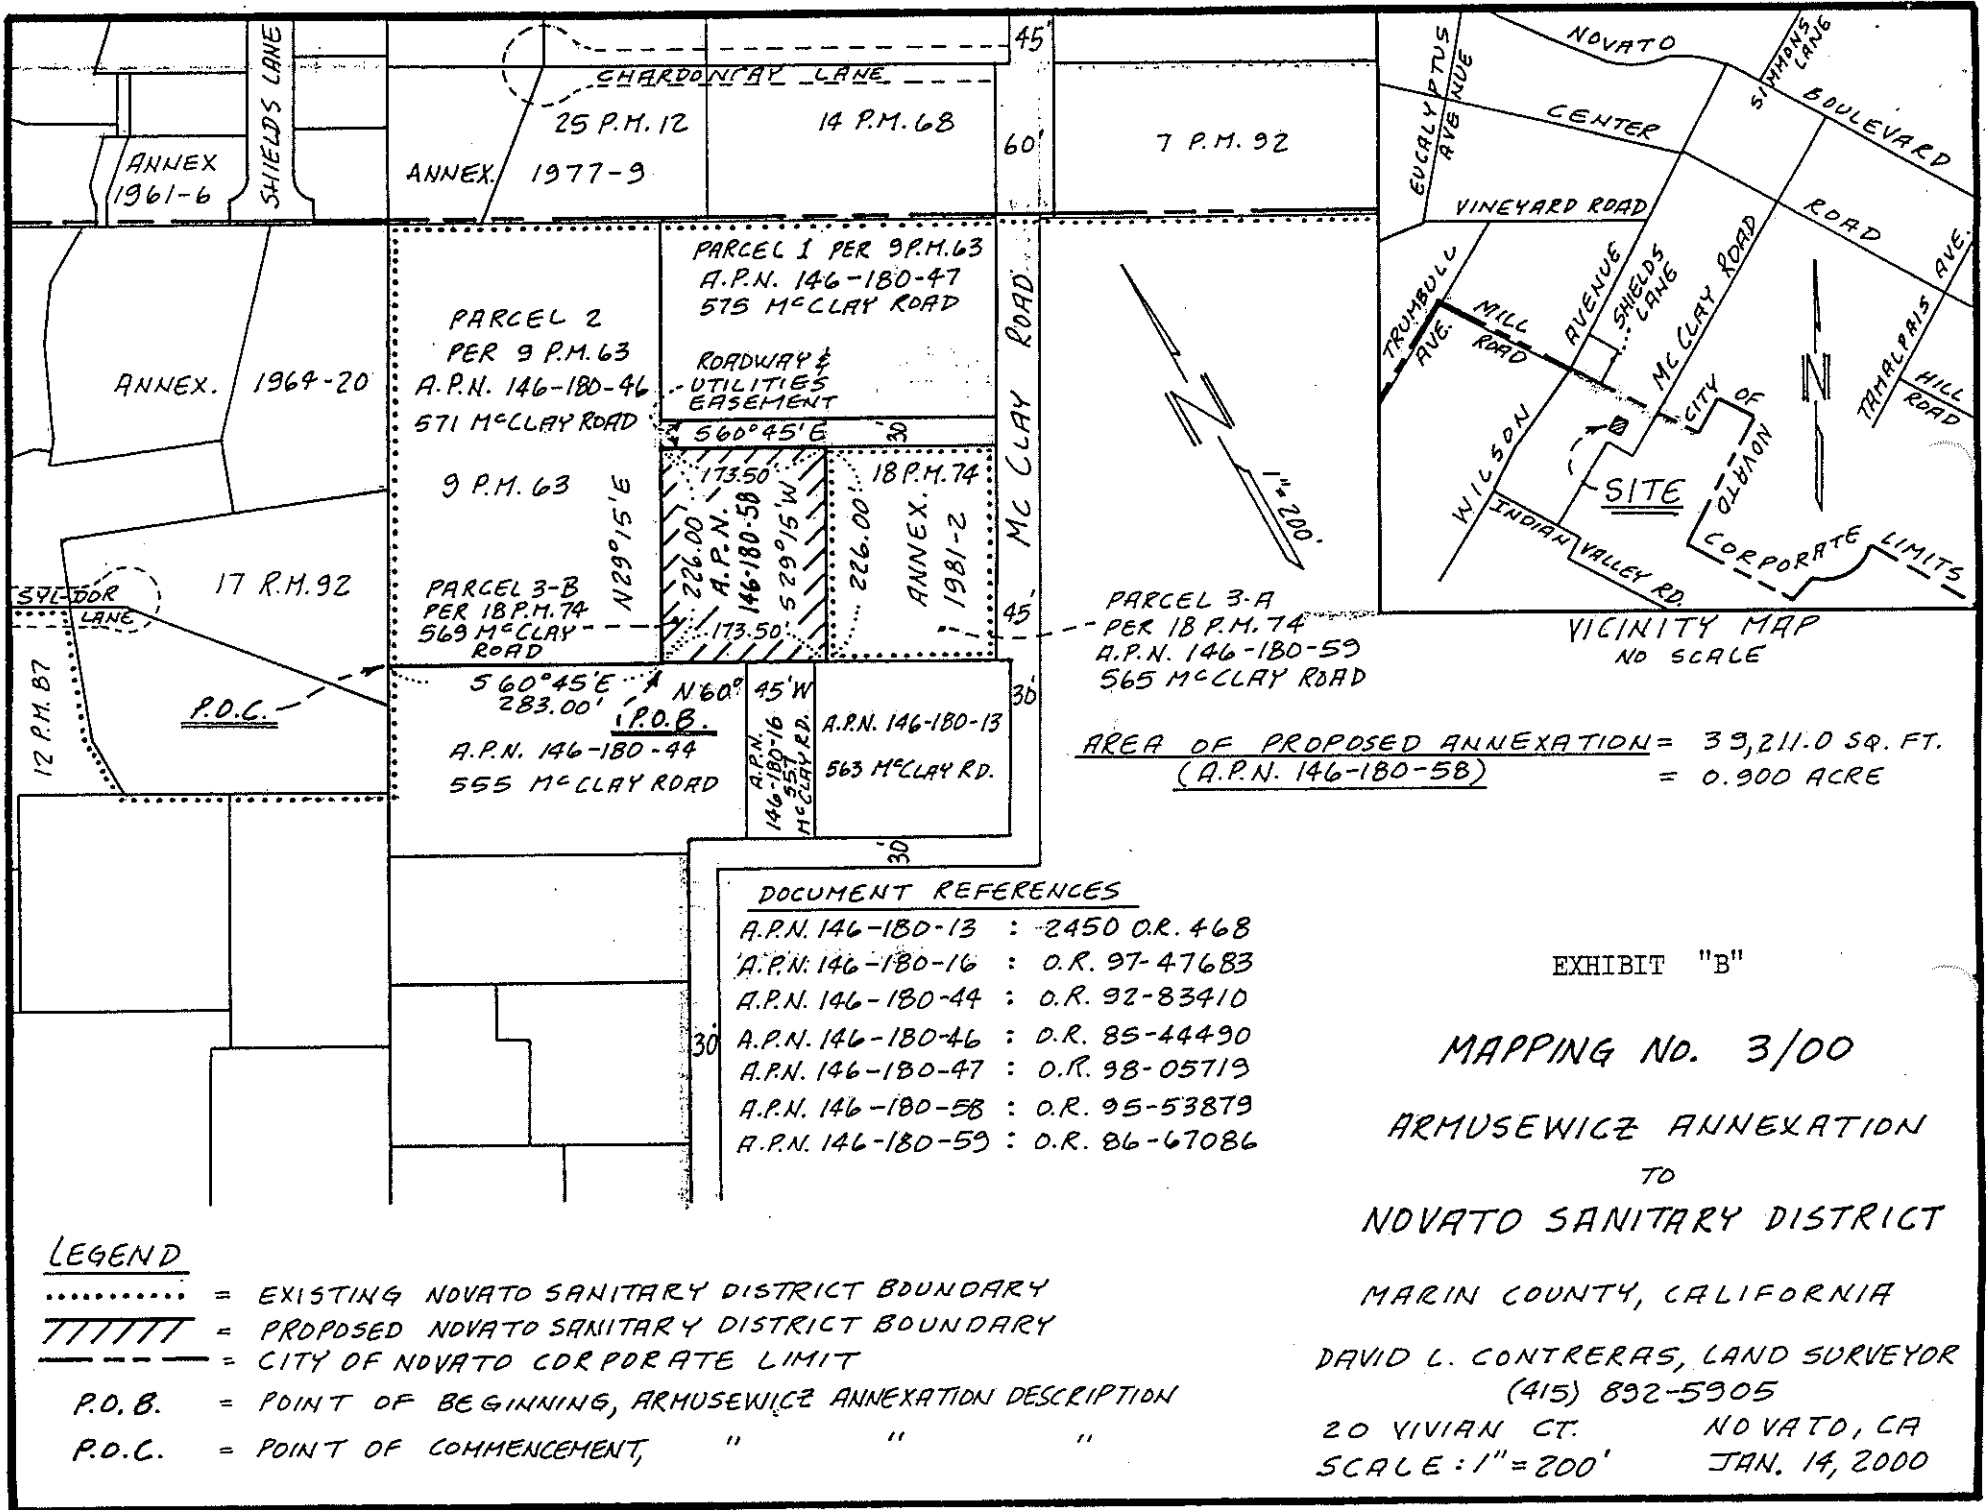 SHIELDS LANE
45'
CHARDONNAY LANE
25 P.M. 12
14 P.M. 68
60'
7 P.M. 92
ANNEX
1961-6
ANNEX. 1977-9
NOVATO
BOULEVARD
SIMMONS
LANE
EUCALYPTUS
AVENUE
CENTER
ROAD
VINEYARD ROAD
TRUMBULL
AVE.
MILL
ROAD
WILSON
AVENUE
SHIELDS
LANE
MC CLAY ROAD
TAMALPAIS AVE.
HILL
ROAD
CITY OF
NOVATO
CORPORATE LIMITS
N
SITE
INDIAN
VALLEY RD.
VICINITY MAP
NO SCALE
PARCEL 1 PER 9 P.M. 63
A.P.N. 146-180-47
575 McCLAY ROAD
PARCEL 2
PER 9 P.M. 63
A.P.N. 146-180-46
571 McCLAY ROAD
ROADWAY &
UTILITIES
EASEMENT
ANNEX. 1964-20
S60°45'E
30'
MC CLAY ROAD
N
1"=200'
9 P.M. 63
N29°15'E
173.50'
226.00'
A.P.N.
146-180-58
S29°15'W
173.50'
18 P.M. 74
226.00'
ANNEX.
1981-2
45'
17 R.M. 92
SYL-DOR
LANE
12 P.M. 87
PARCEL 3-B
PER 18 P.M. 74
569 McCLAY
ROAD
PARCEL 3-A
PER 18 P.M. 74
A.P.N. 146-180-59
565 McCLAY ROAD
P.O.C.
S 60°45'E
283.00'
P.O.B.
N 60° 45'W
30'
A.P.N. 146-180-44
555 McCLAY ROAD
A.P.N.
146-180-16
557
McCLAY RD.
A.P.N. 146-180-13
563 McCLAY RD.
30'
30'
AREA OF PROPOSED ANNEXATION = 39,211.0 SQ. FT.
(A.P.N. 146-180-58) = 0.900 ACRE
DOCUMENT REFERENCES
A.P.N. 146-180-13 : 2450 O.R. 468
A.P.N. 146-180-16 : O.R. 97-47683
A.P.N. 146-180-44 : O.R. 92-83410
A.P.N. 146-180-46 : O.R. 85-44490
A.P.N. 146-180-47 : O.R. 98-05719
A.P.N. 146-180-58 : O.R. 95-53879
A.P.N. 146-180-59 : O.R. 86-67086
EXHIBIT "B"
MAPPING NO. 3/00
ARMUSEWICZ ANNEXATION
TO
NOVATO SANITARY DISTRICT
MARIN COUNTY, CALIFORNIA
DAVID L. CONTRERAS, LAND SURVEYOR
(415) 892-5905
20 VIVIAN CT. NOVATO, CA
SCALE : 1"=200' JAN. 14, 2000
LEGEND
= EXISTING NOVATO SANITARY DISTRICT BOUNDARY
= PROPOSED NOVATO SANITARY DISTRICT BOUNDARY
= CITY OF NOVATO CORPORATE LIMIT
P.O.B. = POINT OF BEGINNING, ARMUSEWICZ ANNEXATION DESCRIPTION
P.O.C. = POINT OF COMMENCEMENT, " " "